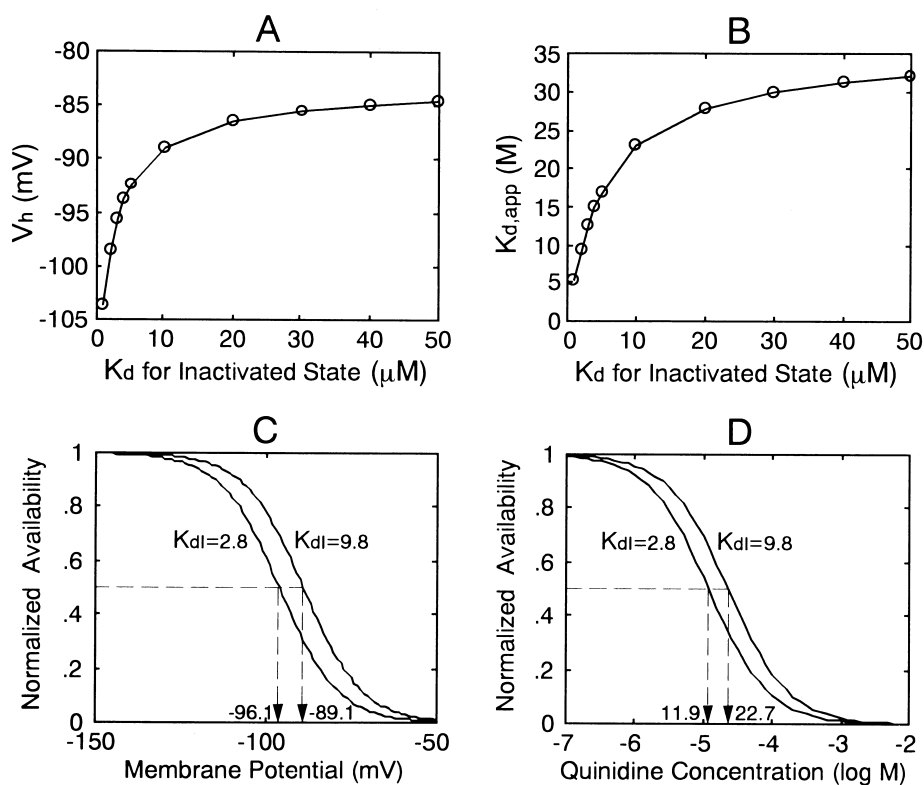 A
-80
-85
-90
-95
-100
-105
Vh (mV)
0 10 20 30 40 50
Kd for Inactivated State (μM)
B
35
30
25
20
15
10
5
0
Kd,app (M)
0 10 20 30 40 50
Kd for Inactivated State (μM)
C
1
.8
.6
.4
.2
0
Normalized Availability
KdI=2.8 KdI=9.8
-96.1 -89.1
-150 -100 -50
Membrane Potential (mV)
D
1
.8
.6
.4
.2
0
Normalized Availability
KdI=2.8 KdI=9.8
11.9 22.7
-7 -6 -5 -4 -3 -2
Quinidine Concentration (log M)